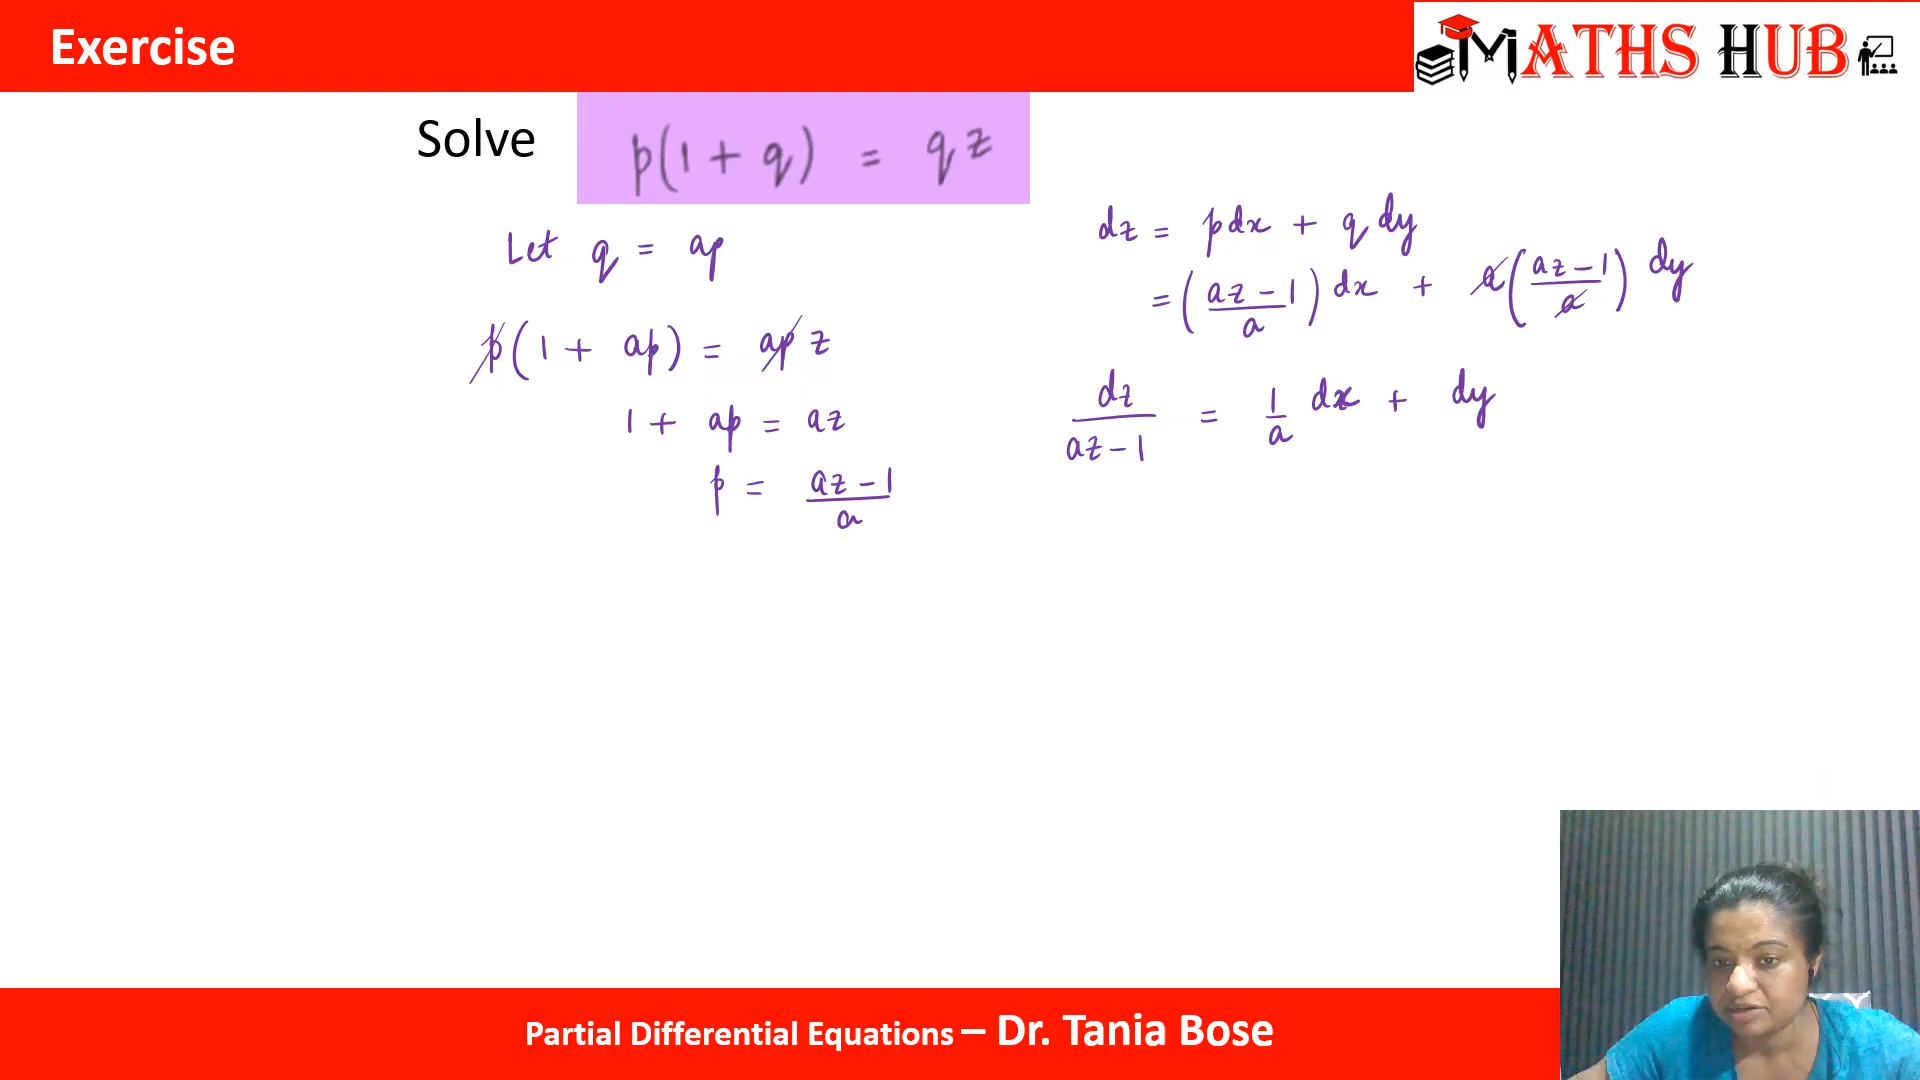 Exercise
MATHS HUB
Solve p(1 + q) = qz
Let q = ap
p(1 + ap) = ap z
1 + ap = az
p = (az - 1)/a
dz = pdx + q dy
= ((az - 1)/a) dx + a((az - 1)/a) dy
dz/(az - 1) = 1/a dx + dy
Partial Differential Equations – Dr. Tania Bose